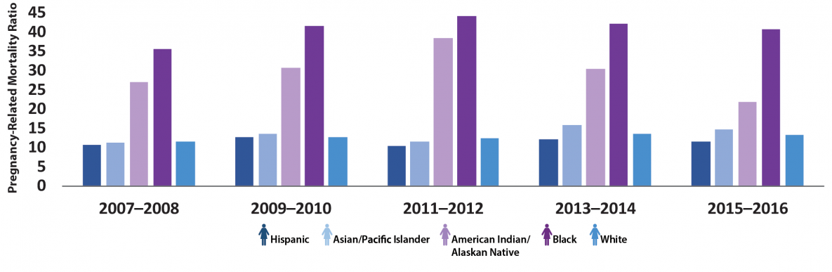 Pregnancy-Related Mortality Ratio
45
40
35
30
25
20
15
10
5
0
2007–2008
2009–2010
2011–2012
2013–2014
2015–2016
Hispanic
Asian/Pacific Islander
American Indian/
Alaskan Native
Black
White